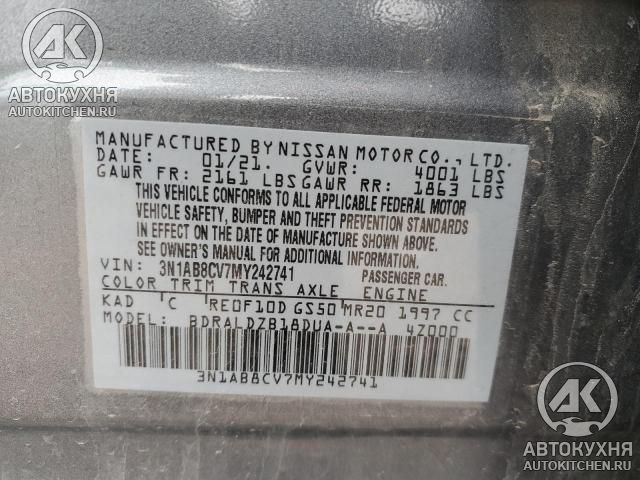 АК
АВТОКУХНЯ
AUTOKITCHEN.RU
MANUFACTURED BY NISSAN MOTOR CO., LTD.
DATE: 01/21. GVWR: 4001 LBS
GAWR FR: 2161 LBS GAWR RR: 1863 LBS
THIS VEHICLE CONFORMS TO ALL APPLICABLE FEDERAL MOTOR
VEHICLE SAFETY, BUMPER AND THEFT PREVENTION STANDARDS
IN EFFECT ON THE DATE OF MANUFACTURE SHOWN ABOVE.
SEE OWNER'S MANUAL FOR ADDITIONAL INFORMATION.
VIN: 3N1AB8CV7MY242741 PASSENGER CAR.
COLOR TRIM TRANS AXLE ENGINE
KAD C RE0F10D GS50 MR20 1997 CC
BDRALDZB18DUA-A--A 4Z000
3N1AB8CV7MY242741
АК
АВТОКУХНЯ
AUTOKITCHEN.RU